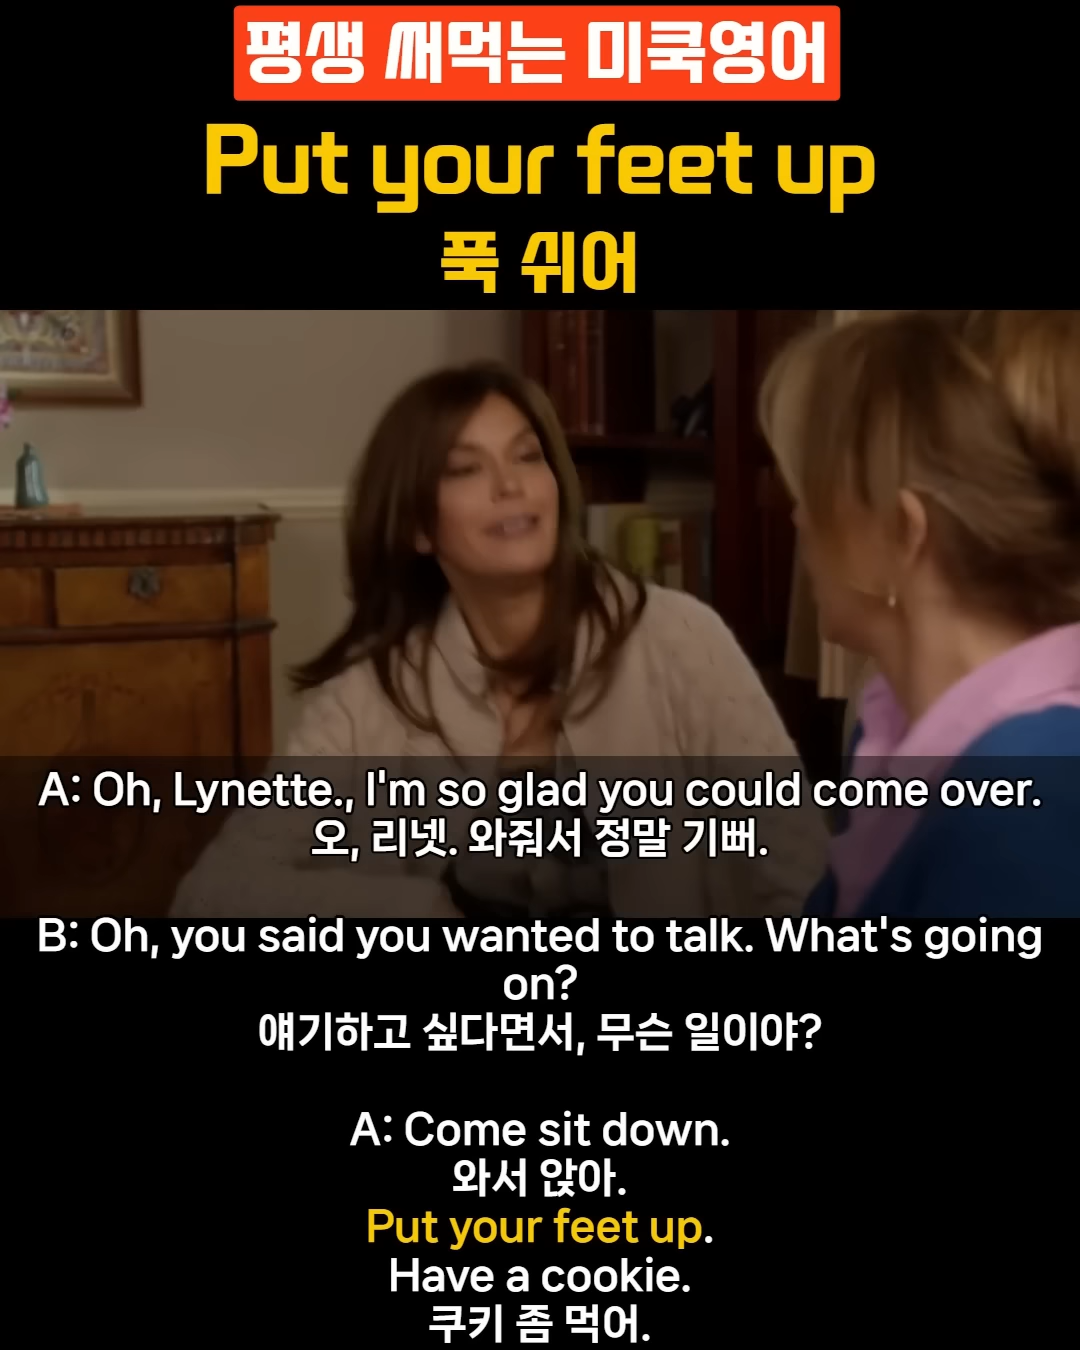 평생 써먹는 미쿡영어
Put your feet up
푹 쉬어
A: Oh, Lynette., I'm so glad you could come over.
오, 리넷. 와줘서 정말 기뻐.
B: Oh, you said you wanted to talk. What's going
on?
얘기하고 싶다면서, 무슨 일이야?
A: Come sit down.
와서 앉아.
Put your feet up.
Have a cookie.
쿠키 좀 먹어.